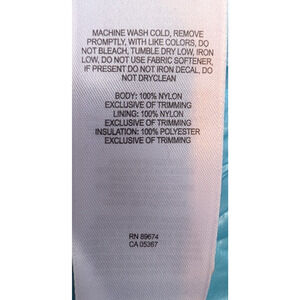 MACHINE WASH COLD, REMOVE
PROMPTLY, WITH LIKE COLORS, DO
NOT BLEACH, TUMBLE DRY LOW, IRON
LOW, DO NOT USE FABRIC SOFTENER,
IF PRESENT DO NOT IRON DECAL, DO
NOT DRYCLEAN
BODY: 100% NYLON
EXCLUSIVE OF TRIMMING
LINING: 100% NYLON
EXCLUSIVE OF TRIMMING
INSULATION: 100% POLYESTER
EXCLUSIVE OF TRIMMING
RN 89674
CA 05367